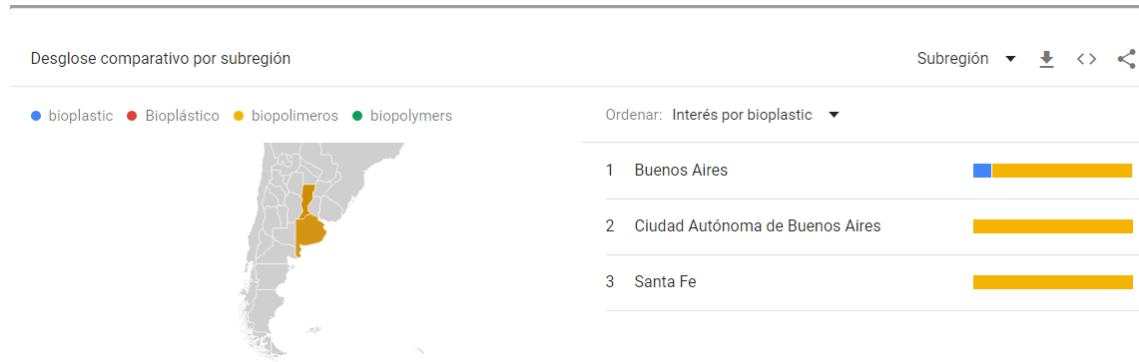 Desglose comparativo por subregión
Subregión
bioplastic Bioplástico biopolimeros biopolymers
Ordenar: Interés por bioplastic
1 Buenos Aires
2 Ciudad Autónoma de Buenos Aires
3 Santa Fe